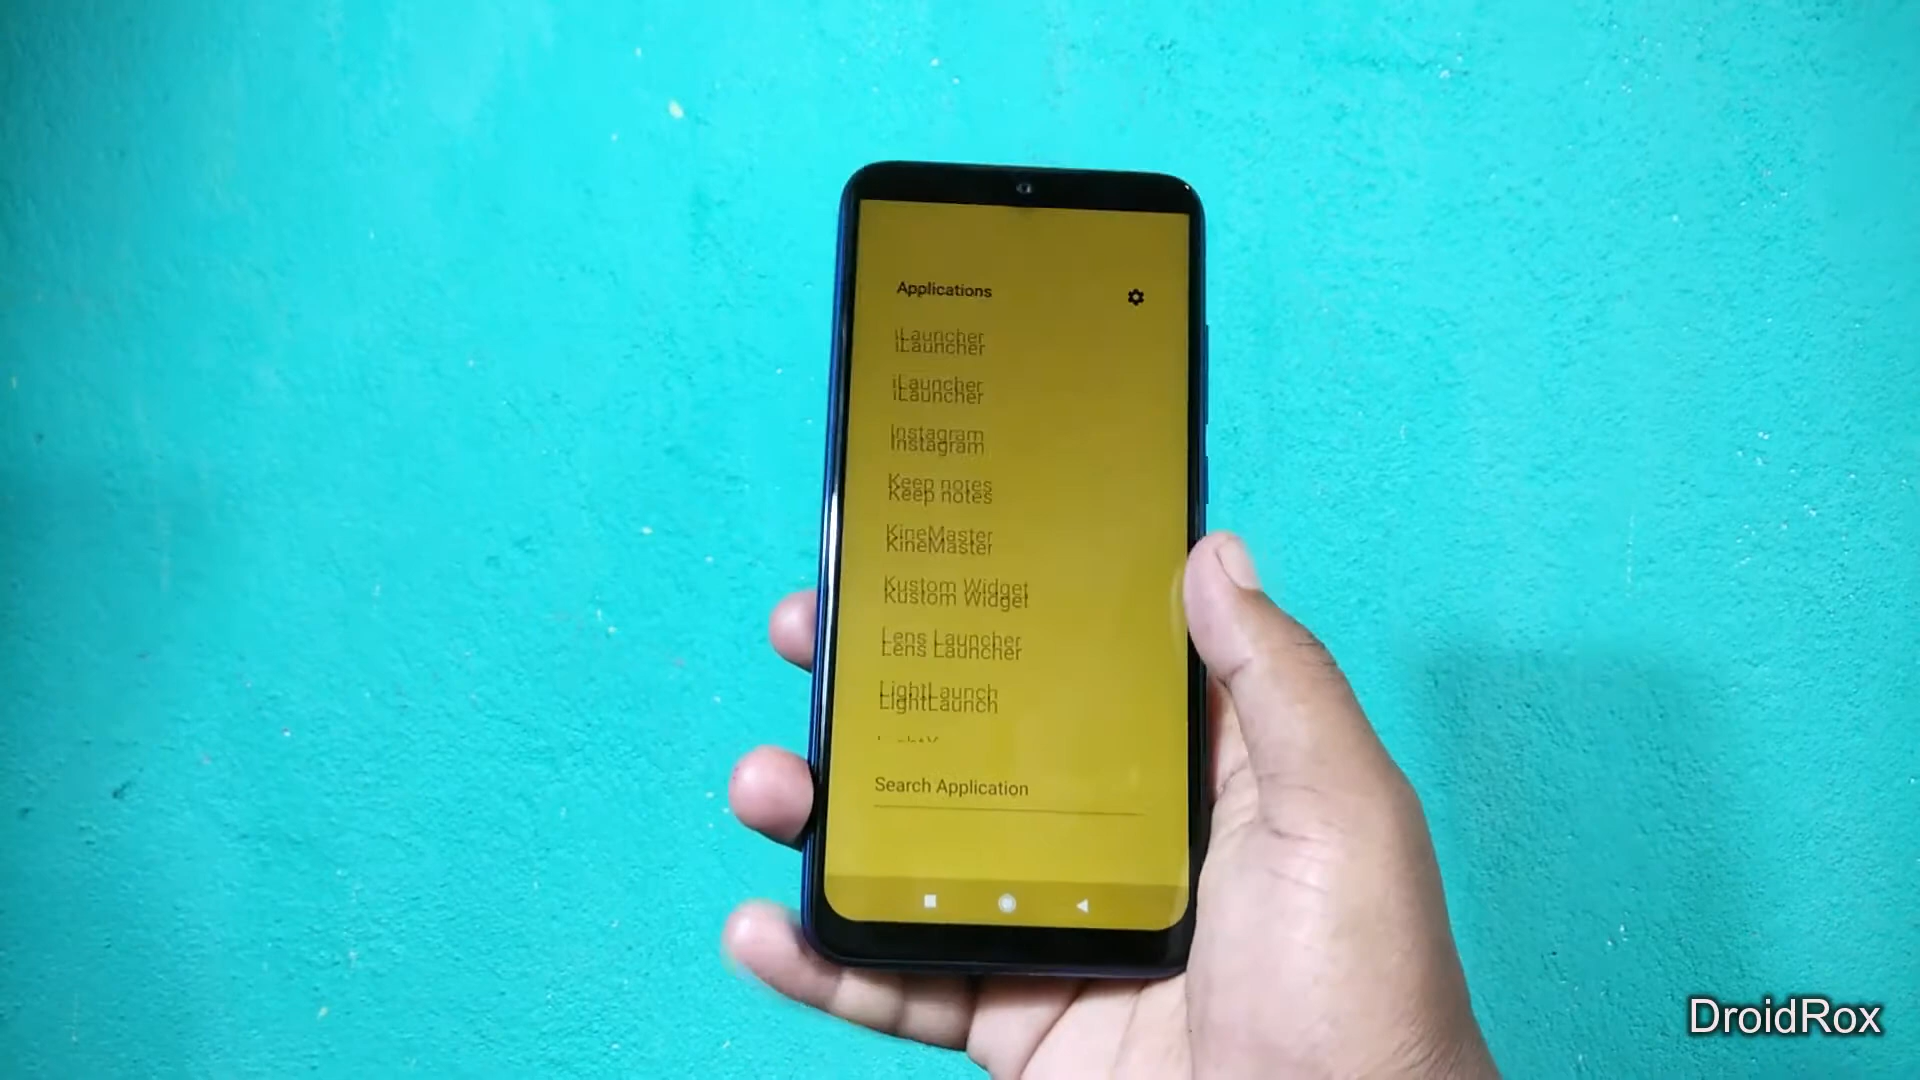 Applications
iLauncher
iLauncher
Instagram
Keep notes
KineMaster
Kustom Widget
Lens Launcher
LightLaunch
Search Application
DroidRox